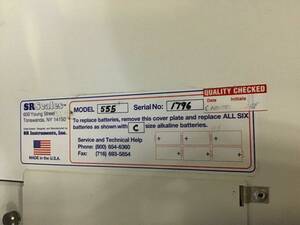 SR Scales™
600 Young Street
Tonawanda, NY 14150
SR Instruments, Inc.
MADE in the U.S.A.
MODEL 555 Serial No: 1796
To replace batteries, remove this cover plate and replace ALL SIX
batteries as shown with C size alkaline batteries.
Service and Technical Help
Phone: (800) 654-6360
Fax: (716) 693-5854
+ + +
+ + +
QUALITY CHECKED
Date Initials